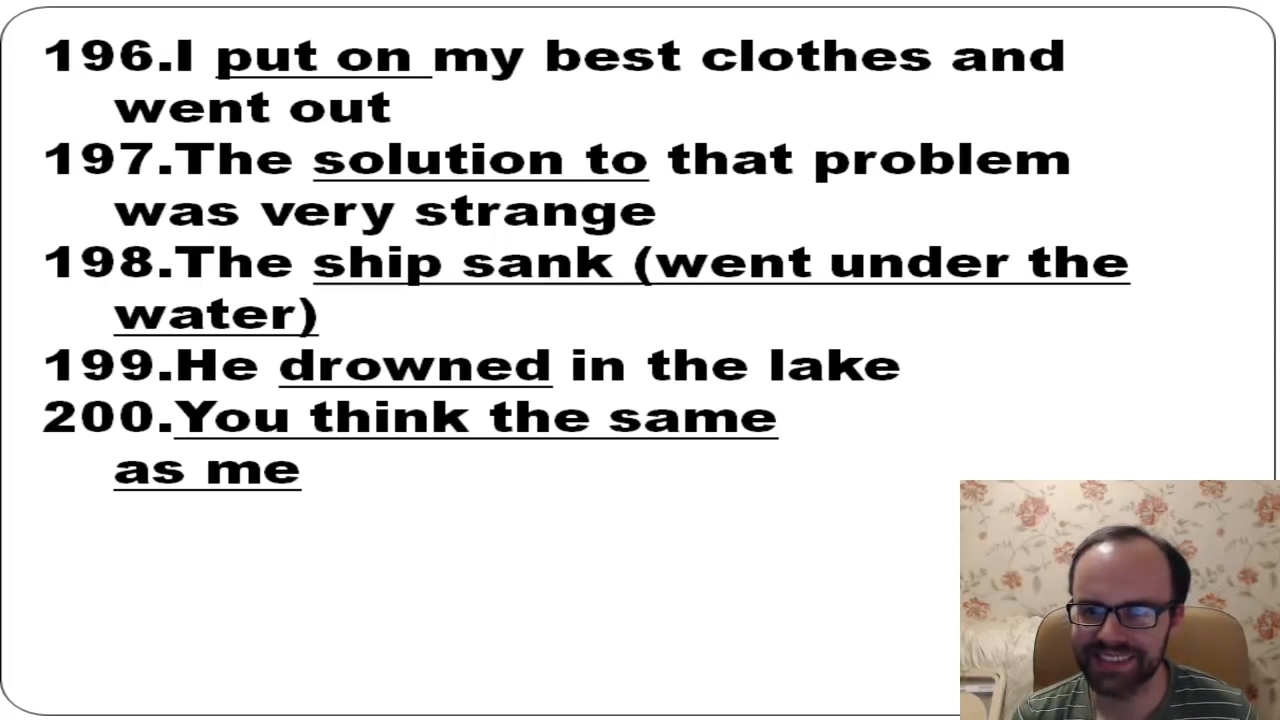 196.I put on my best clothes and
went out
197.The solution to that problem
was very strange
198.The ship sank (went under the
water)
199.He drowned in the lake
200.You think the same
as me